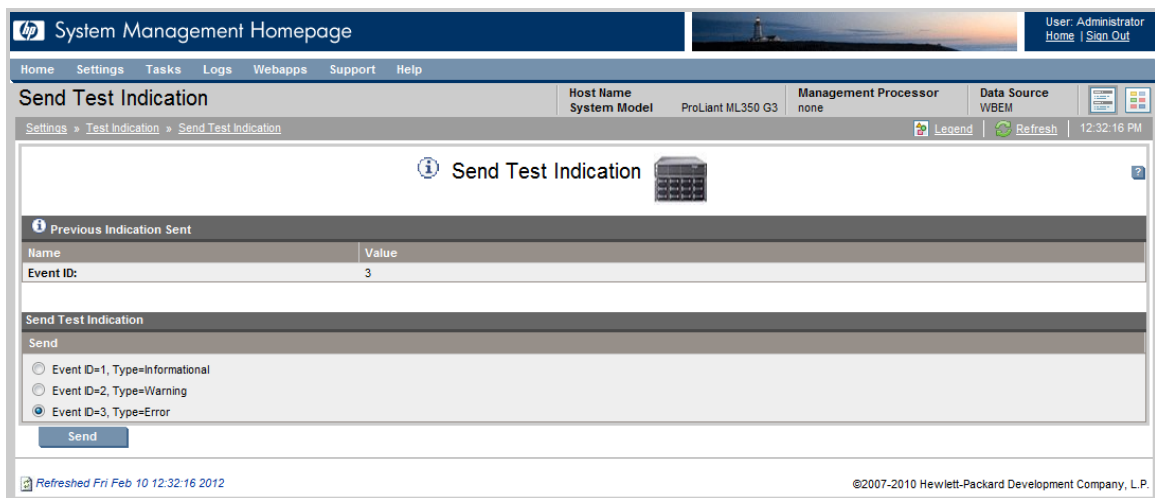 hp System Management Homepage
User: Administrator
Home | Sign Out
Home Settings Tasks Logs Webapps Support Help
Send Test Indication
Host Name
System Model ProLiant ML350 G3
Management Processor
none
Data Source
WBEM
Settings » Test Indication » Send Test Indication
Legend | Refresh | 12:32:16 PM
Send Test Indication
?
Previous Indication Sent
Name Value
Event ID: 3
Send Test Indication
Send
Event ID=1, Type=Informational
Event ID=2, Type=Warning
Event ID=3, Type=Error
Send
Refreshed Fri Feb 10 12:32:16 2012
©2007-2010 Hewlett-Packard Development Company, L.P.